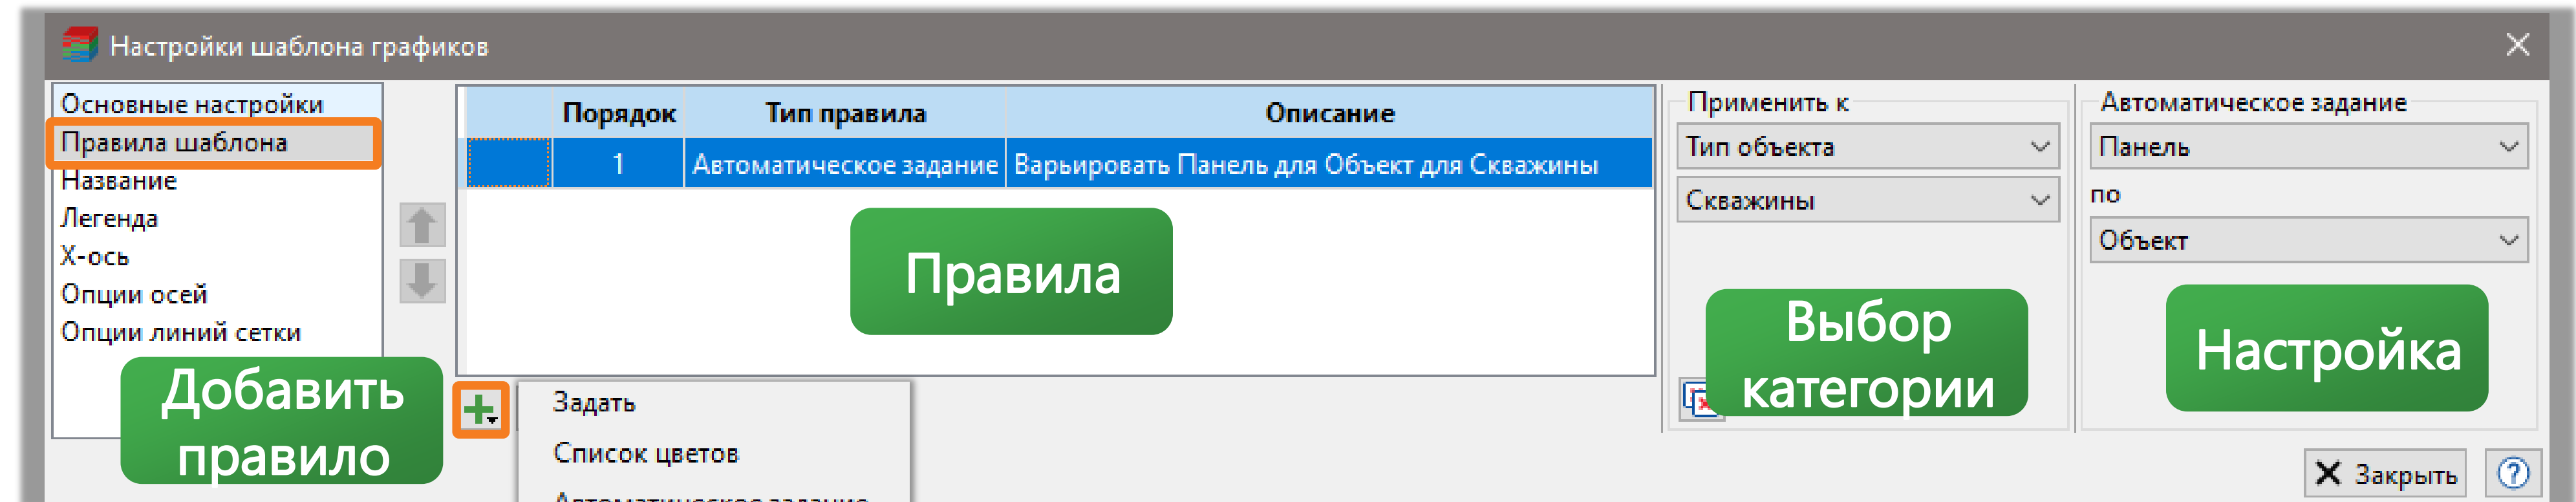 Настройки шаблона графиков
Основные настройки
Правила шаблона
Название
Легенда
X-ось
Опции осей
Опции линий сетки
Добавить
правило
Порядок Тип правила Описание
1 Автоматическое задание Варьировать Панель для Объект для Скважины
Правила
Задать
Список цветов
Автоматическое задание
Применить к
Тип объекта
Скважины
Выбор
категории
Автоматическое задание
Панель
по
Объект
Настройка
Закрыть
?